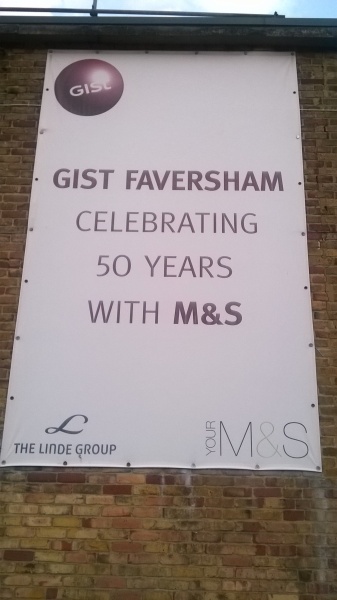 GIST
GIST FAVERSHAM
CELEBRATING
50 YEARS
WITH M&S
THE LINDE GROUP
YOUR M&S